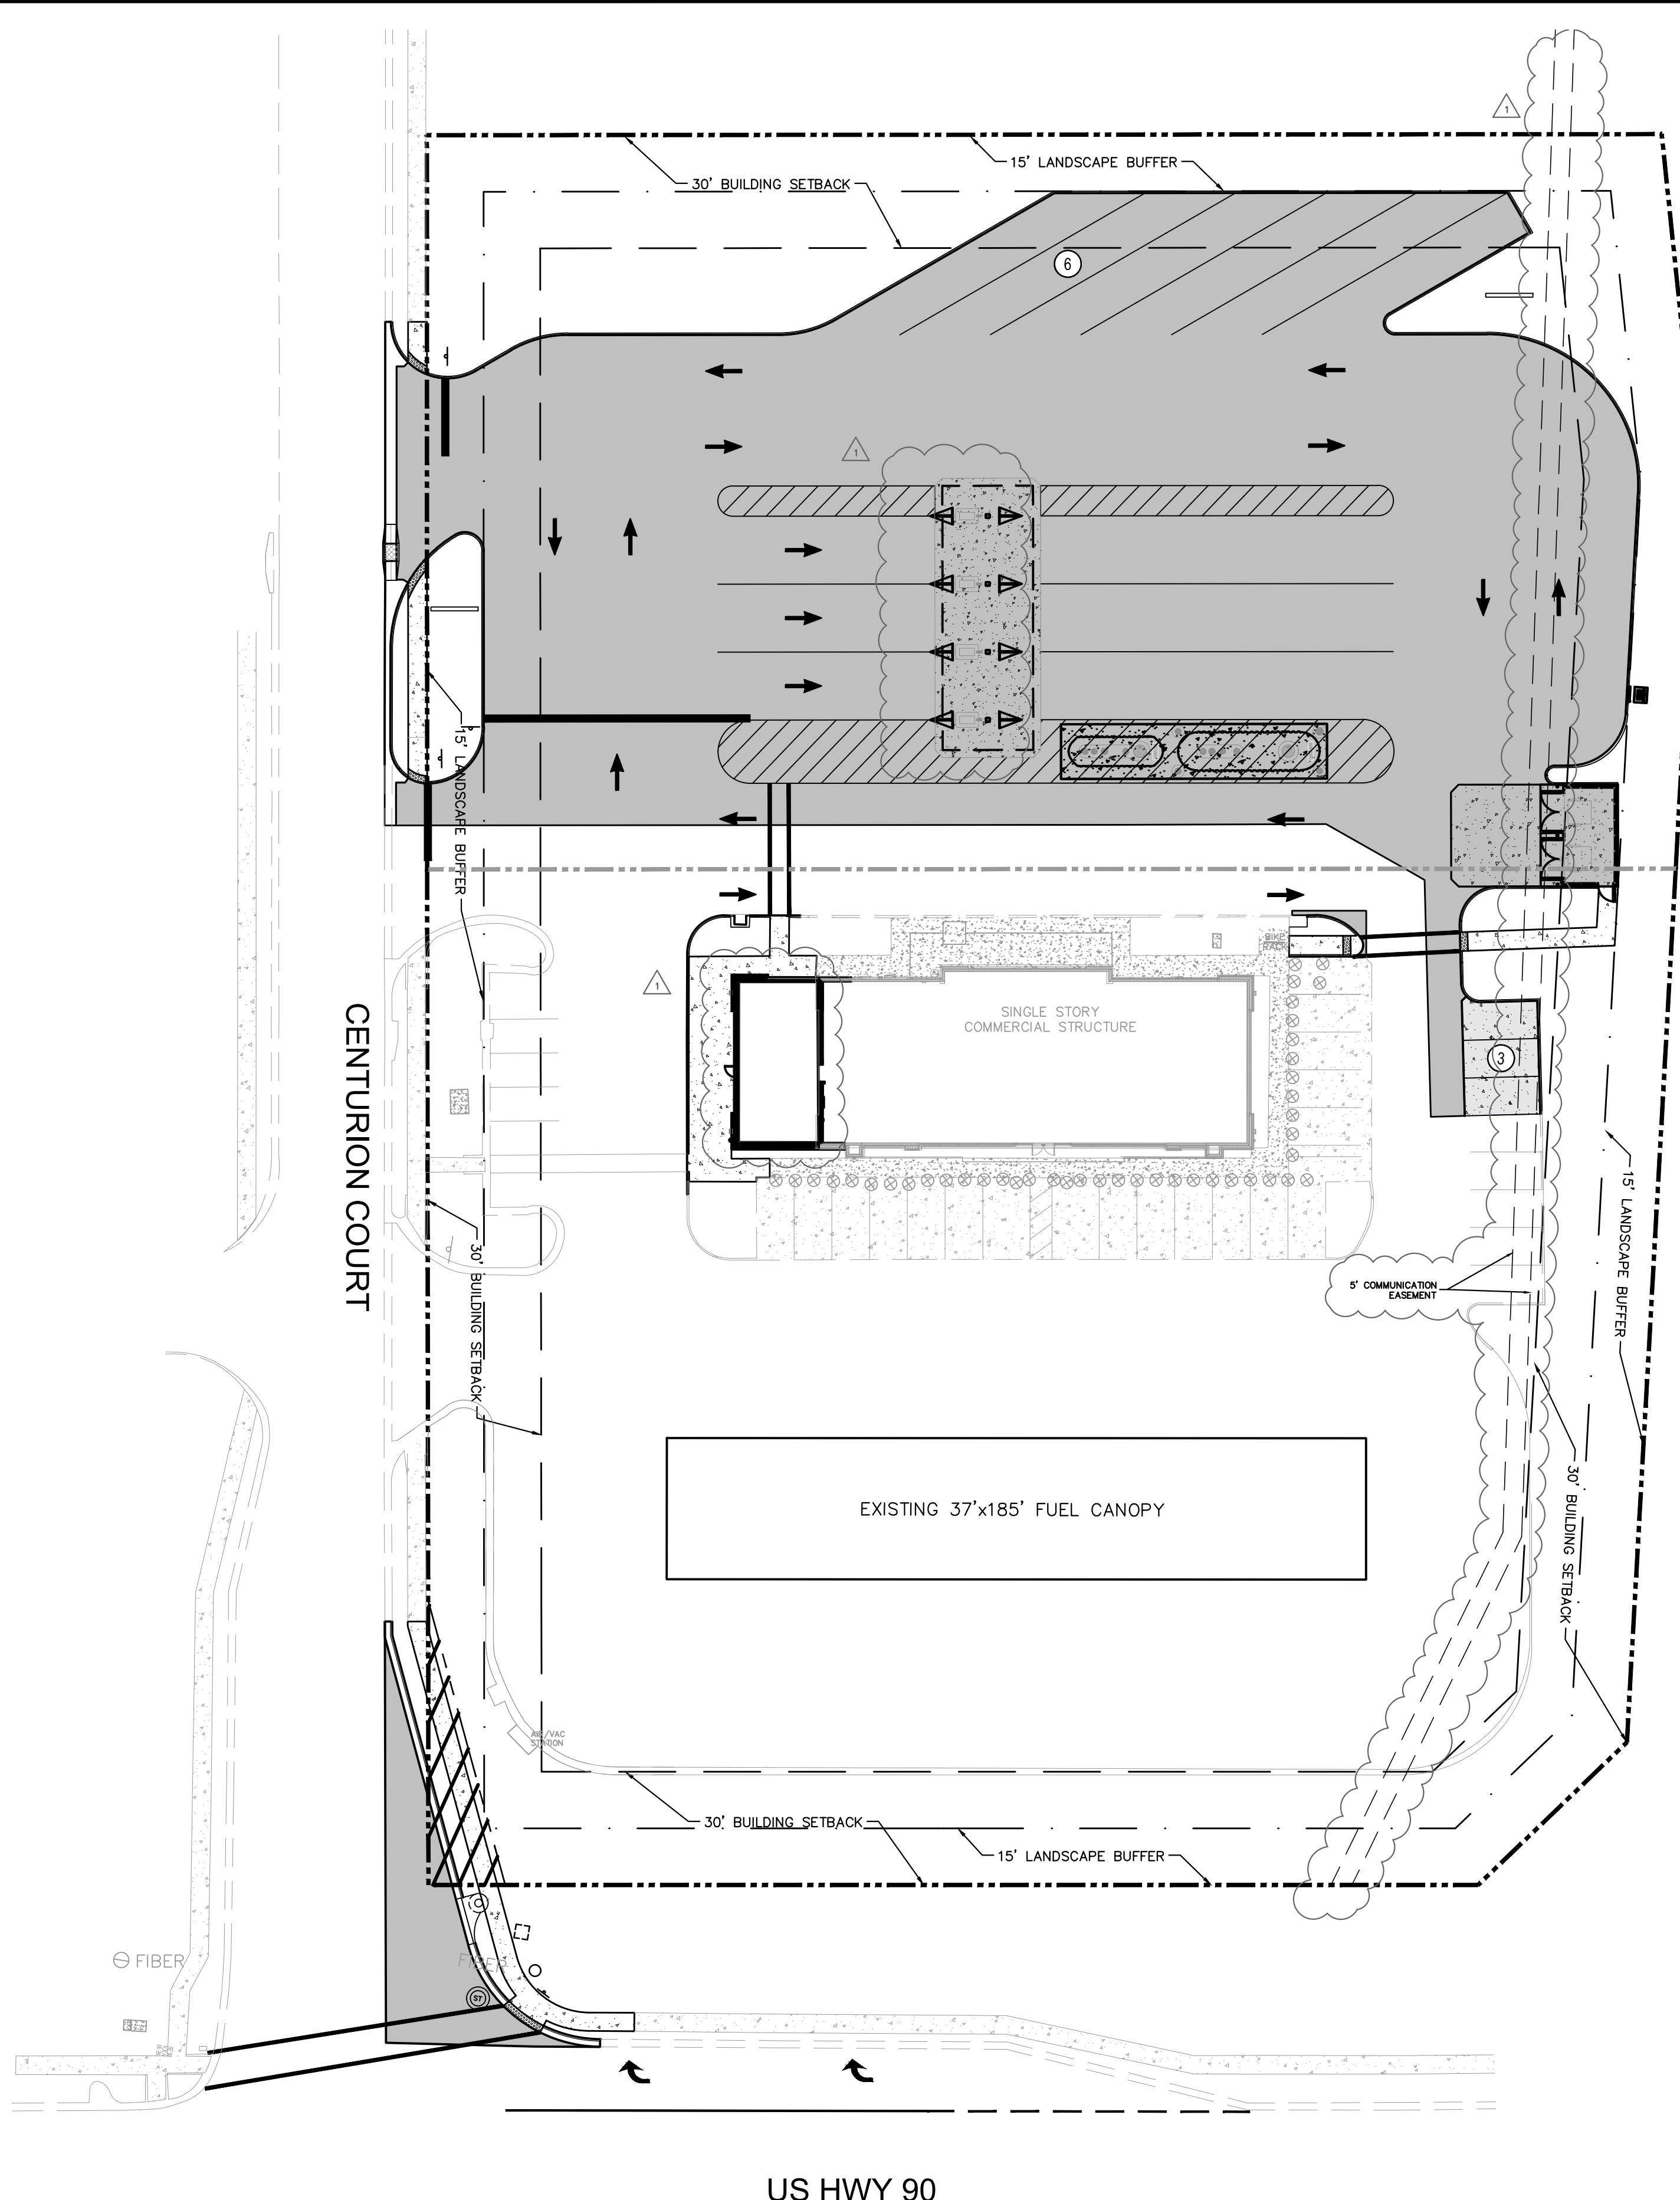 1
15' LANDSCAPE BUFFER
30' BUILDING SETBACK
6
1
15' LANDSCAPE BUFFER
BIKE
RACK
1
SINGLE STORY
COMMERCIAL STRUCTURE
3
CENTURION COURT
15' LANDSCAPE BUFFER
30' BUILDING SETBACK
5' COMMUNICATION
EASEMENT
30' BUILDING SETBACK
EXISTING 37'x185' FUEL CANOPY
AIR/VAC
STATION
30' BUILDING SETBACK
15' LANDSCAPE BUFFER
FIBER
FIBER
ST
US HWY 90